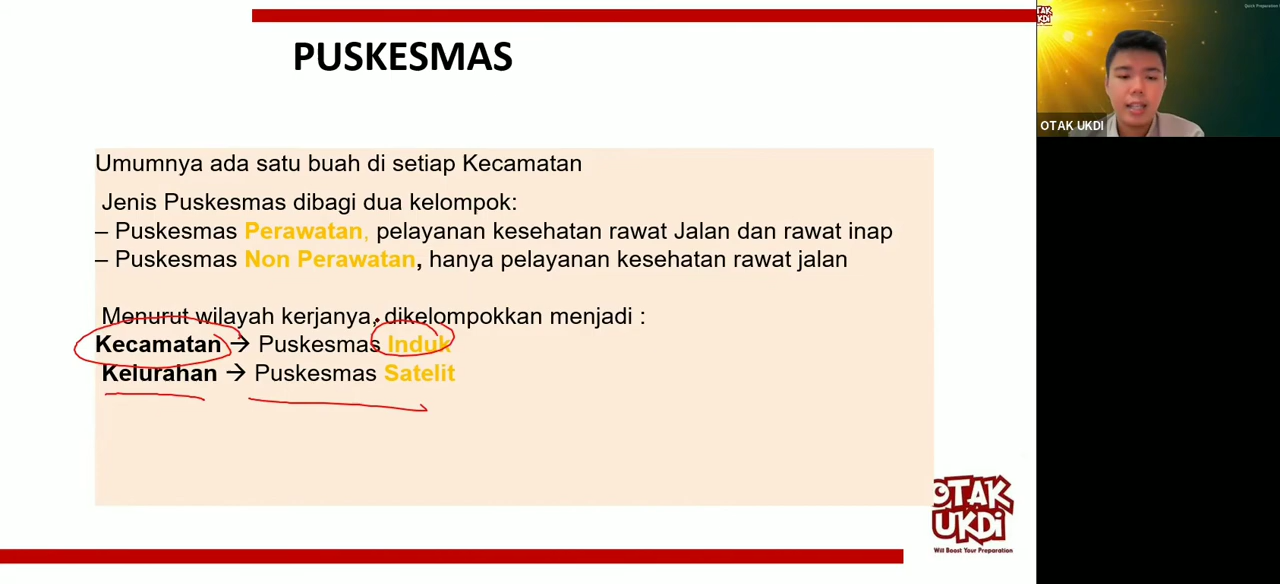 PUSKESMAS
Umumnya ada satu buah di setiap Kecamatan
Jenis Puskesmas dibagi dua kelompok:
– Puskesmas Perawatan, pelayanan kesehatan rawat Jalan dan rawat inap
– Puskesmas Non Perawatan, hanya pelayanan kesehatan rawat jalan
Menurut wilayah kerjanya, dikelompokkan menjadi :
Kecamatan → Puskesmas Induk
Kelurahan → Puskesmas Satelit
OTAK
UKDI
Will Boost Your Preparation
OTAK
UKDI
OTAK UKDI